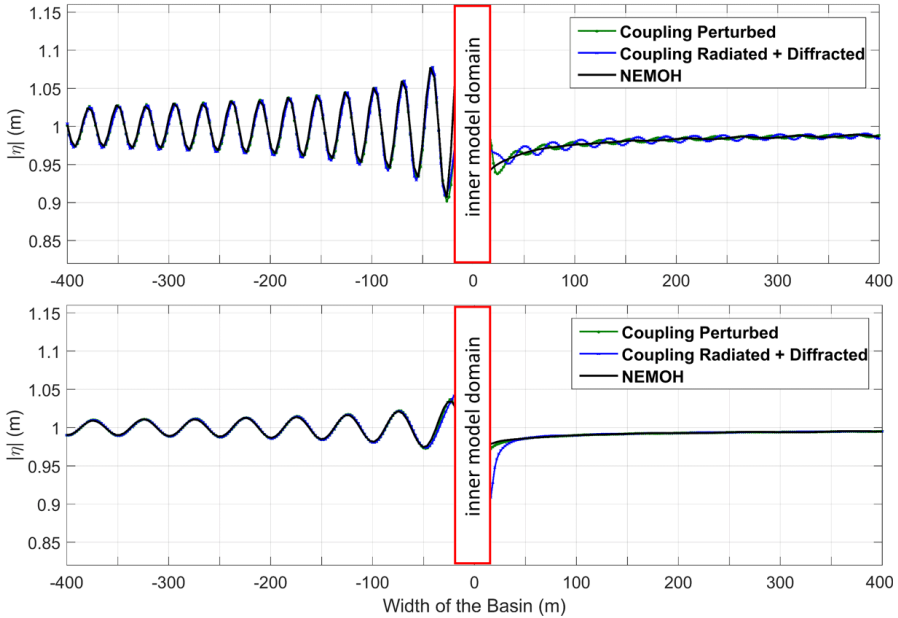 1.15
1.1
1.05
1
0.95
0.9
0.85
|η| (m)
Coupling Perturbed
Coupling Radiated + Diffracted
NEMOH
inner model domain
-400 -300 -200 -100 0 100 200 300 400
1.15
1.1
1.05
1
0.95
0.9
0.85
|η| (m)
Coupling Perturbed
Coupling Radiated + Diffracted
NEMOH
inner model domain
-400 -300 -200 -100 0 100 200 300 400
Width of the Basin (m)